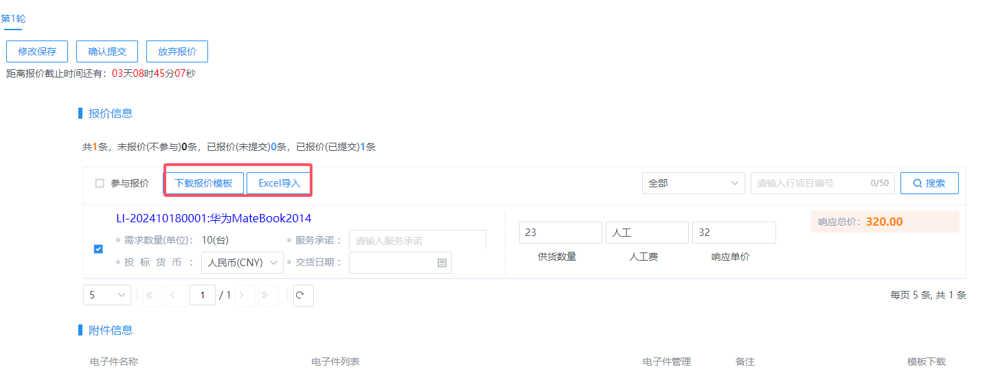 第1轮
修改保存 确认提交 放弃报价
距离报价截止时间还有：03天08时45分07秒
报价信息
共1条，未报价(不参与)0条，已报价(未提交)0条，已报价(已提交)1条
参与报价 下载报价模板 Excel导入 全部 请输入行项目编号 0/50 搜索
LI-202410180001:华为MateBook2014 响应总价：320.00
需求数量(单位)： 10(台) 服务承诺： 请输入服务承诺 23 人工 32
投标货币： 人民币(CNY) 交货日期： 供货数量 人工费 响应单价
5 1 / 1 每页 5 条, 共 1 条
附件信息
电子件名称 电子件列表 电子件管理 备注 模板下载